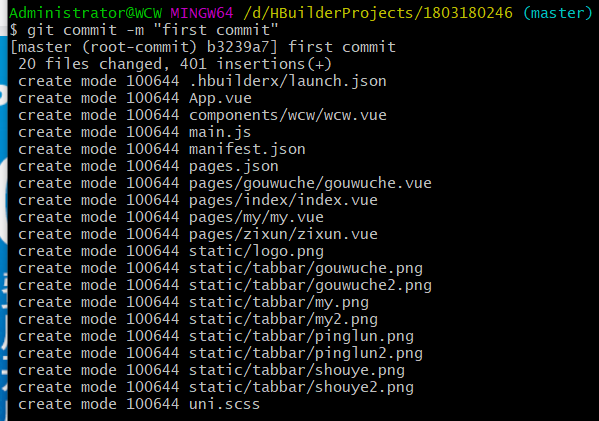 Administrator@WCW MINGW64 /d/HBuilderProjects/1803180246 (master)
$ git commit -m "first commit"
[master (root-commit) b3239a7] first commit
 20 files changed, 401 insertions(+)
 create mode 100644 .hbuilderx/launch.json
 create mode 100644 App.vue
 create mode 100644 components/wcw/wcw.vue
 create mode 100644 main.js
 create mode 100644 manifest.json
 create mode 100644 pages.json
 create mode 100644 pages/gouwuche/gouwuche.vue
 create mode 100644 pages/index/index.vue
 create mode 100644 pages/my/my.vue
 create mode 100644 pages/zixun/zixun.vue
 create mode 100644 static/logo.png
 create mode 100644 static/tabbar/gouwuche.png
 create mode 100644 static/tabbar/gouwuche2.png
 create mode 100644 static/tabbar/my.png
 create mode 100644 static/tabbar/my2.png
 create mode 100644 static/tabbar/pinglun.png
 create mode 100644 static/tabbar/pinglun2.png
 create mode 100644 static/tabbar/shouye.png
 create mode 100644 static/tabbar/shouye2.png
 create mode 100644 uni.scss